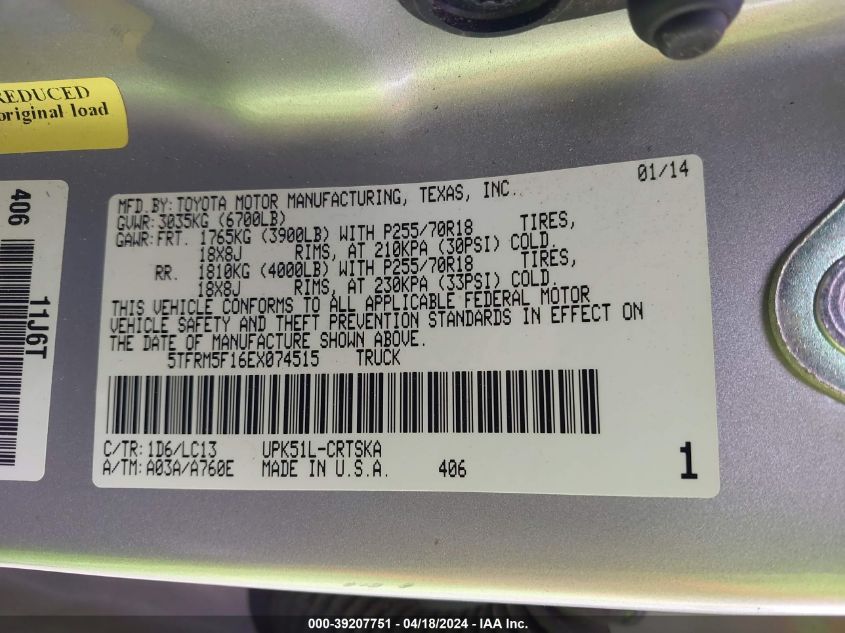 REDUCED
original load
406
11J6T
MFD BY: TOYOTA MOTOR MANUFACTURING, TEXAS, INC. 01/14
GVWR: 3035KG (6700LB)
GAWR: FRT. 1765KG (3900LB) WITH P255/70R18 TIRES,
18X8J RIMS, AT 210KPA (30PSI) COLD.
RR. 1810KG (4000LB) WITH P255/70R18 TIRES,
18X8J RIMS, AT 230KPA (33PSI) COLD.
THIS VEHICLE CONFORMS TO ALL APPLICABLE FEDERAL MOTOR
VEHICLE SAFETY AND THEFT PREVENTION STANDARDS IN EFFECT ON
THE DATE OF MANUFACTURE SHOWN ABOVE.
5TFRM5F16EX074515 TRUCK
C/TR: 1D6/LC13 UPK51L-CRTSKA
A/TM: A03A/A760E MADE IN U.S.A. 406 1
000-39207751 - 04/18/2024 - IAA Inc.